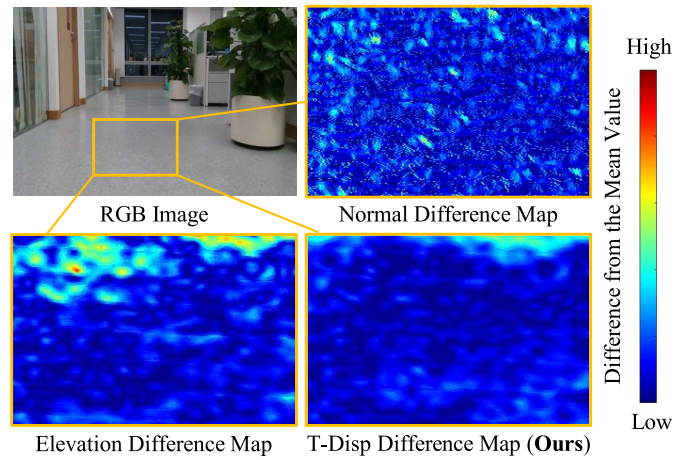 RGB Image
Normal Difference Map
Elevation Difference Map
T-Disp Difference Map (Ours)
High
Difference from the Mean Value
Low